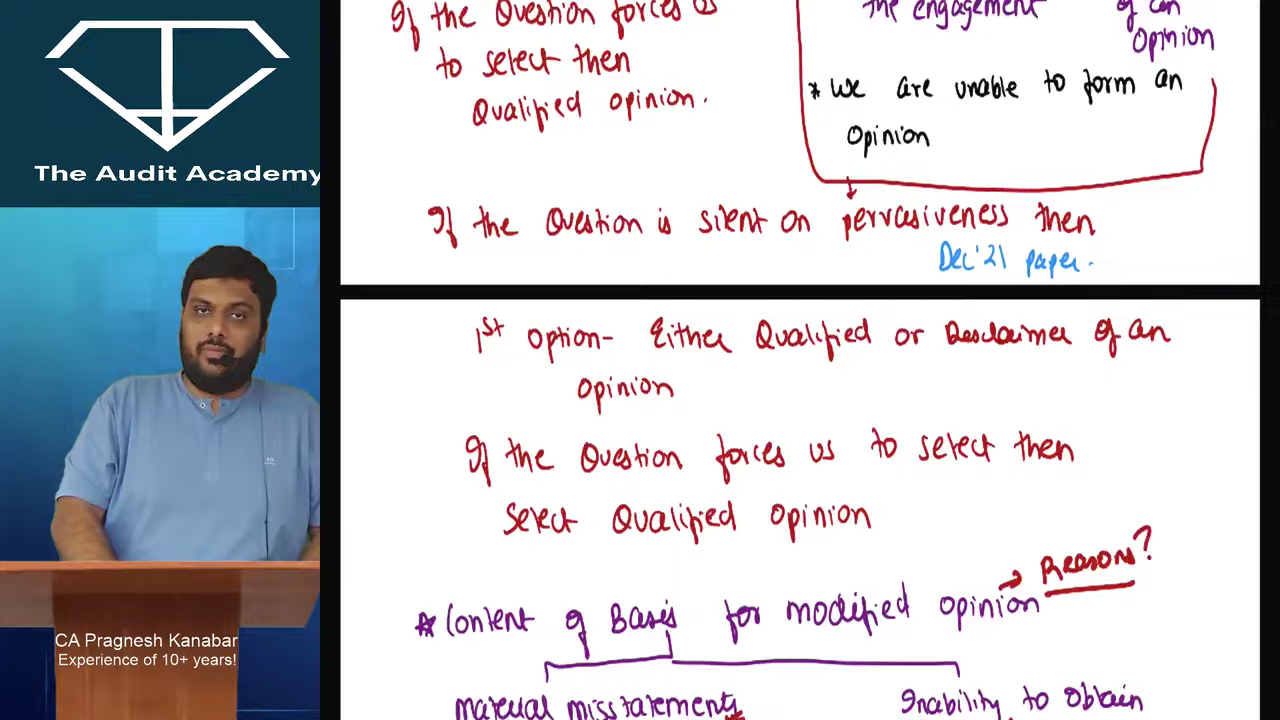 The Audit Academy
CA Pragnesh Kanabar
Experience of 10+ years!
If the Question forces us
to select then
Qualified opinion.
the engagement of an
opinion
* We are unable to form an
opinion
If the Question is silent on pervasiveness then
Dec'21 paper.
1st option- Either Qualified or Disclaimer of an
opinion
If the Question forces us to select then
Select Qualified opinion
* Content of Basis for modified opinion → Reasons?
material misstatements*
Inability to obtain